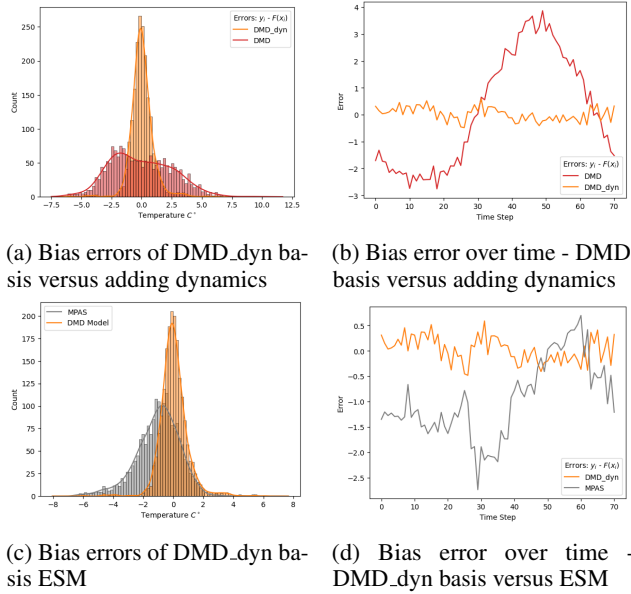 Errors: yᵢ - F(xᵢ)
DMD_dyn
DMD
Count
250
200
150
100
50
0
−7.5 −5.0 −2.5 0.0 2.5 5.0 7.5 10.0 12.5
Temperature C°
4
3
2
1
0
−1
−2
−3
Error
Errors: yᵢ - F(xᵢ)
DMD
DMD_dyn
0 10 20 30 40 50 60 70
Time Step
(a) Bias errors of DMD_dyn ba-
sis versus adding dynamics
(b) Bias error over time - DMD
basis versus adding dynamics
MPAS
DMD Model
Count
200
175
150
125
100
75
50
25
0
−8 −6 −4 −2 0 2 4 6 8
Temperature C°
0.5
0.0
−0.5
−1.0
−1.5
−2.0
−2.5
Error
Errors: yᵢ - F(xᵢ)
DMD_dyn
MPAS
0 10 20 30 40 50 60 70
Time Step
(c) Bias errors of DMD_dyn ba-
sis ESM
(d) Bias error over time -
DMD_dyn basis versus ESM